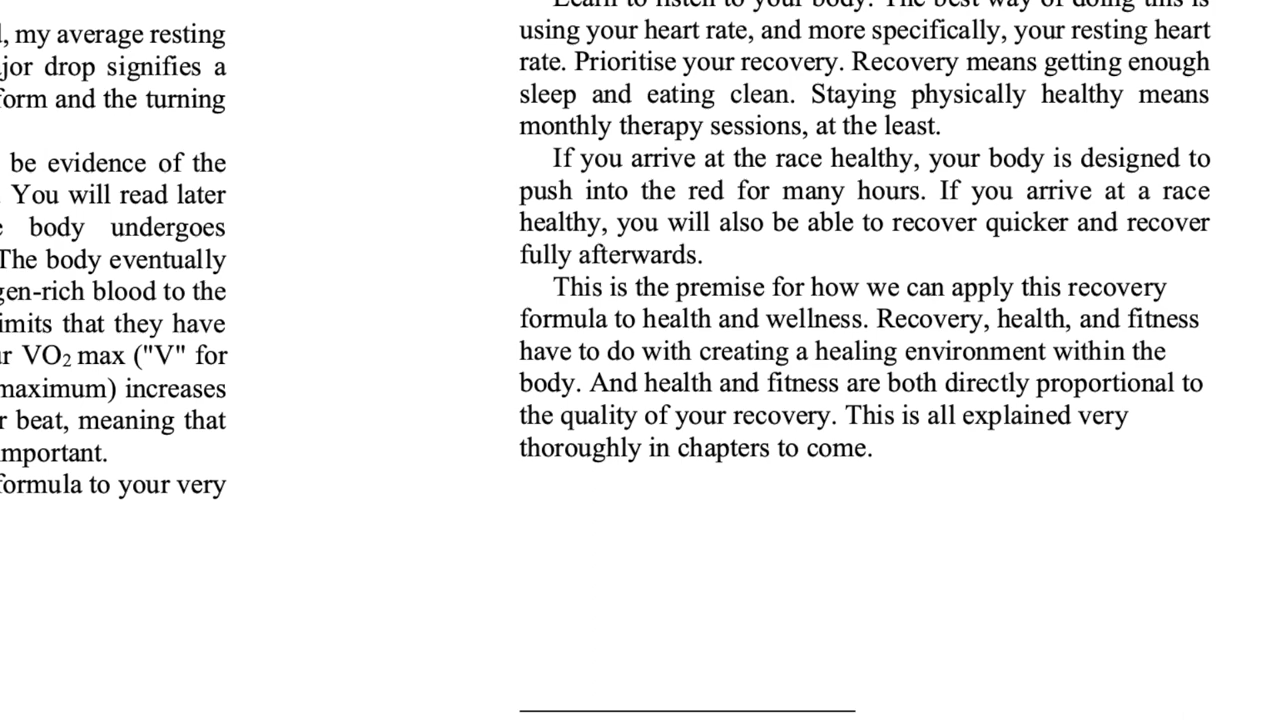 , my average resting
jor drop signifies a
form and the turning
be evidence of the
You will read later
body undergoes
The body eventually
gen-rich blood to the
imits that they have
VO2 max ("V" for
maximum) increases
beat, meaning that
mportant.
formula to your very
Learn to listen to your body. The best way of doing this is
using your heart rate, and more specifically, your resting heart
rate. Prioritise your recovery. Recovery means getting enough
sleep and eating clean. Staying physically healthy means
monthly therapy sessions, at the least.
If you arrive at the race healthy, your body is designed to
push into the red for many hours. If you arrive at a race
healthy, you will also be able to recover quicker and recover
fully afterwards.
This is the premise for how we can apply this recovery
formula to health and wellness. Recovery, health, and fitness
have to do with creating a healing environment within the
body. And health and fitness are both directly proportional to
the quality of your recovery. This is all explained very
thoroughly in chapters to come.